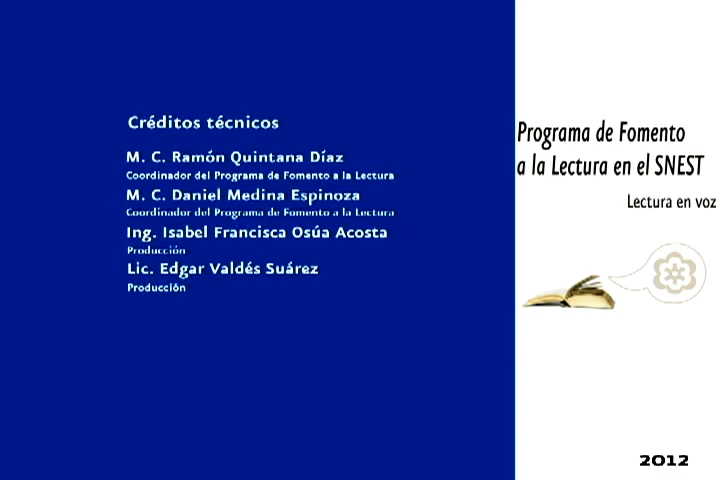 Créditos técnicos
M. C. Ramón Quintana Díaz
Coordinador del Programa de Fomento a la Lectura
M. C. Daniel Medina Espinoza
Coordinador del Programa de Fomento a la Lectura
Ing. Isabel Francisca Osúa Acosta
Producción
Lic. Edgar Valdés Suárez
Producción
Programa de Fomento
a la Lectura en el SNEST
Lectura en voz
2012